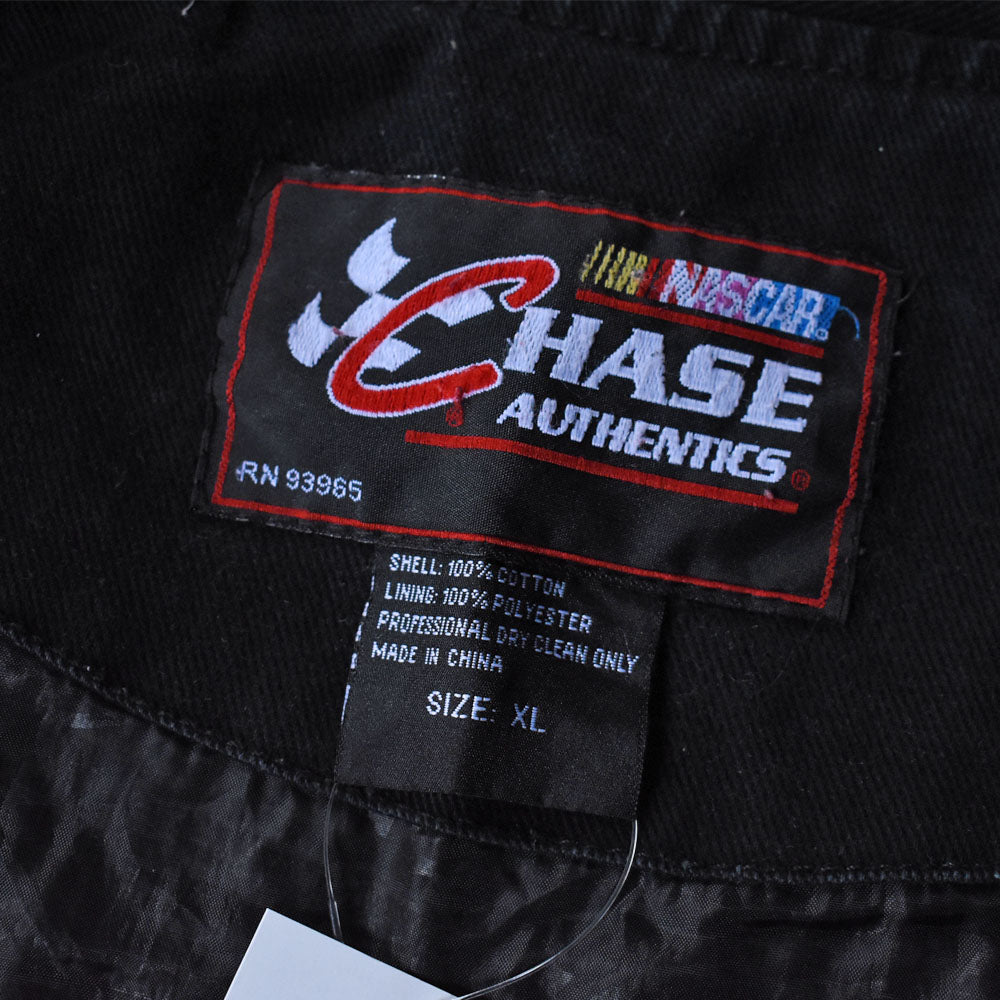 NASCAR
CHASE
AUTHENTICS®
RN 93965
SHELL: 100% COTTON
LINING: 100% POLYESTER
PROFESSIONAL DRY CLEAN ONLY
MADE IN CHINA
SIZE: XL